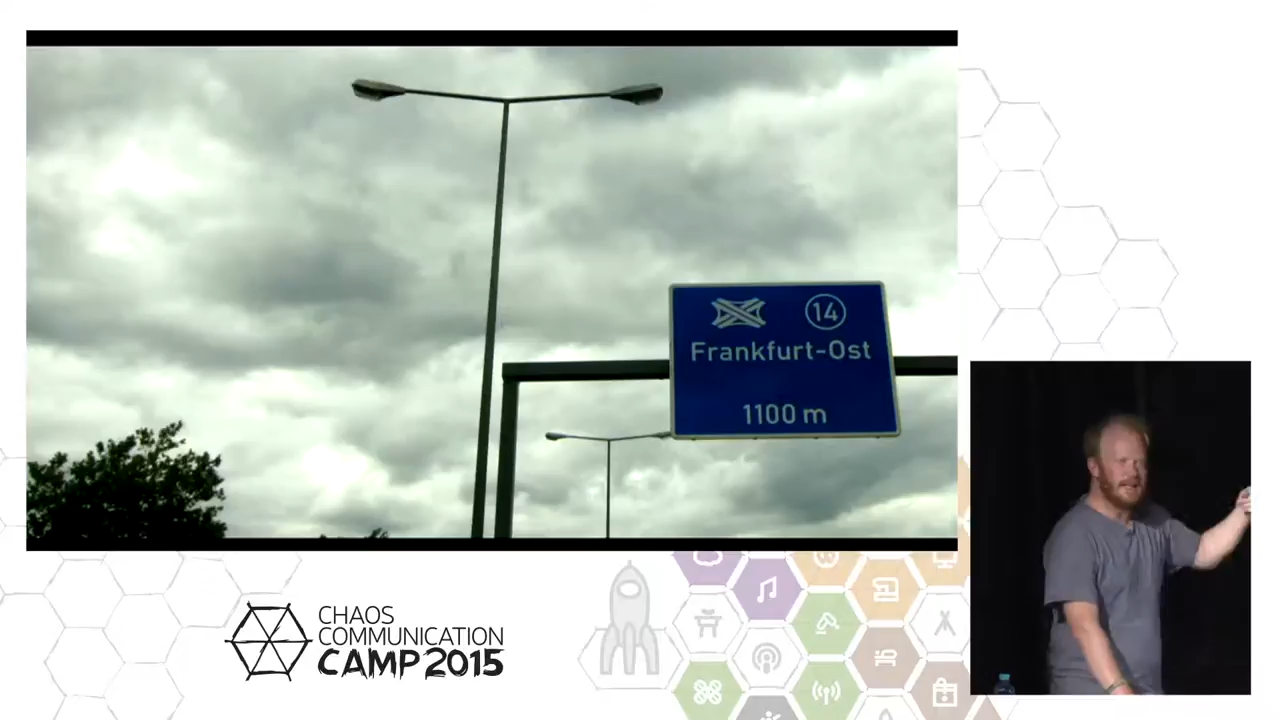 14
Frankfurt-Ost
1100 m
CHAOS
COMMUNICATION
CAMP 2015